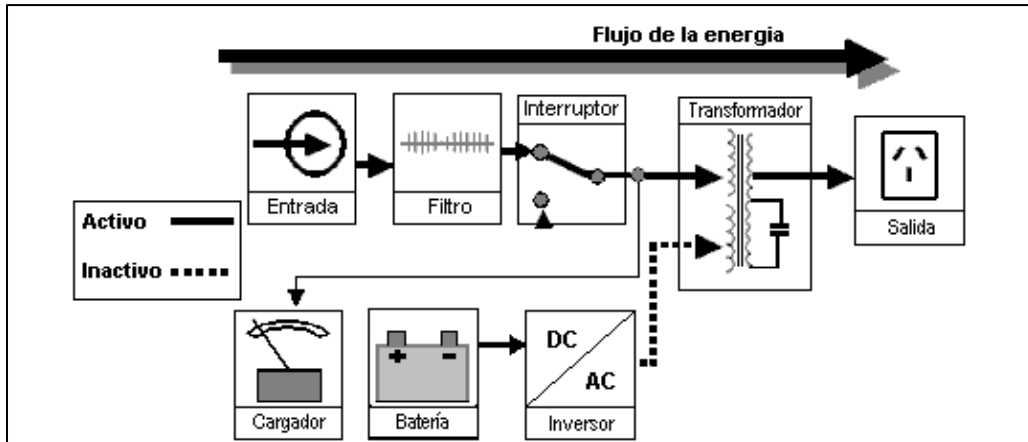 Flujo de la energia
Interruptor
Transformador
Entrada
Filtro
Salida
Activo
Inactivo
+ -
DC
AC
Cargador
Batería
Inversor